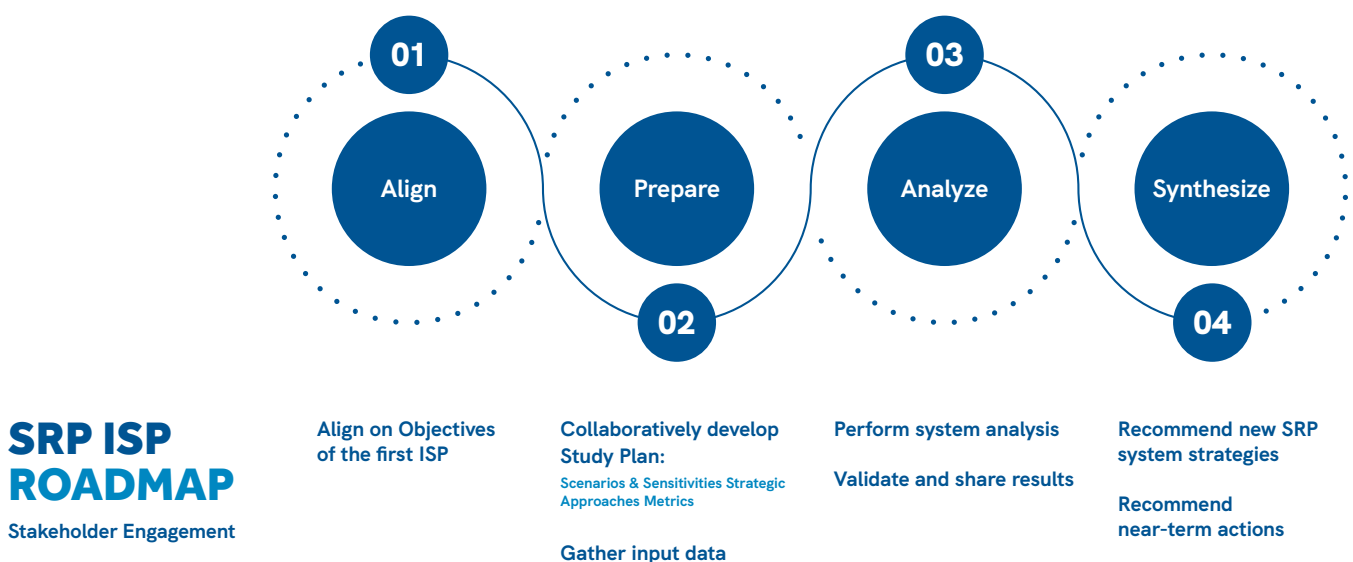 01
03
Align
Prepare
Analyze
Synthesize
02
04
SRP ISP
ROADMAP
Stakeholder Engagement
Align on Objectives
of the first ISP
Collaboratively develop
Study Plan:
Scenarios & Sensitivities Strategic
Approaches Metrics
Gather input data
Perform system analysis
Validate and share results
Recommend new SRP
system strategies
Recommend
near-term actions